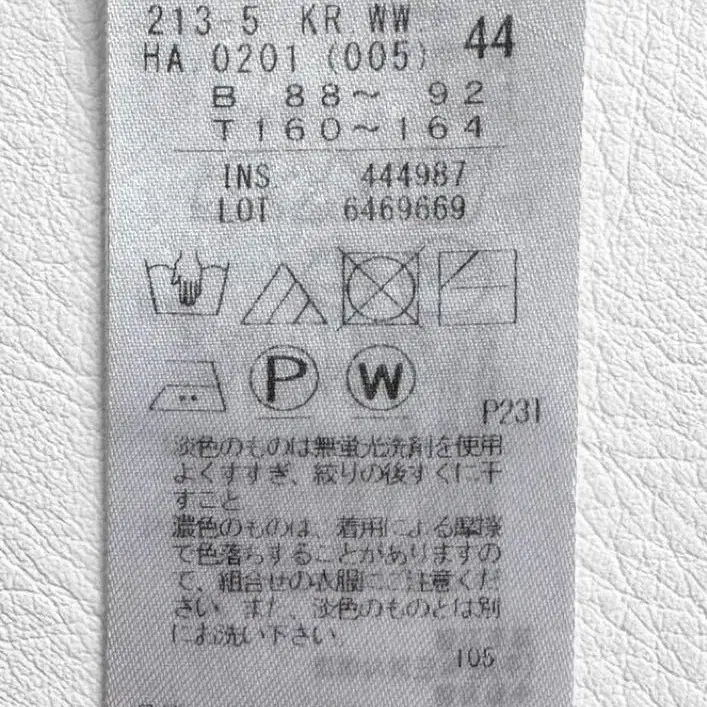 213-5 KR.WW. 44
HA 0201 (005)
B 88～ 92
T160～164
INS 444987
LOT 6469669
P W
P231
淡色のものは無蛍光洗剤を使用
よくすすぎ、絞りの後すぐに干
すこと
濃色のものは、着用による摩擦
で色落ちすることがありますの
で、組合せの衣服にご注意くだ
さい。また、淡色のものとは別
にお洗い下さい。
105